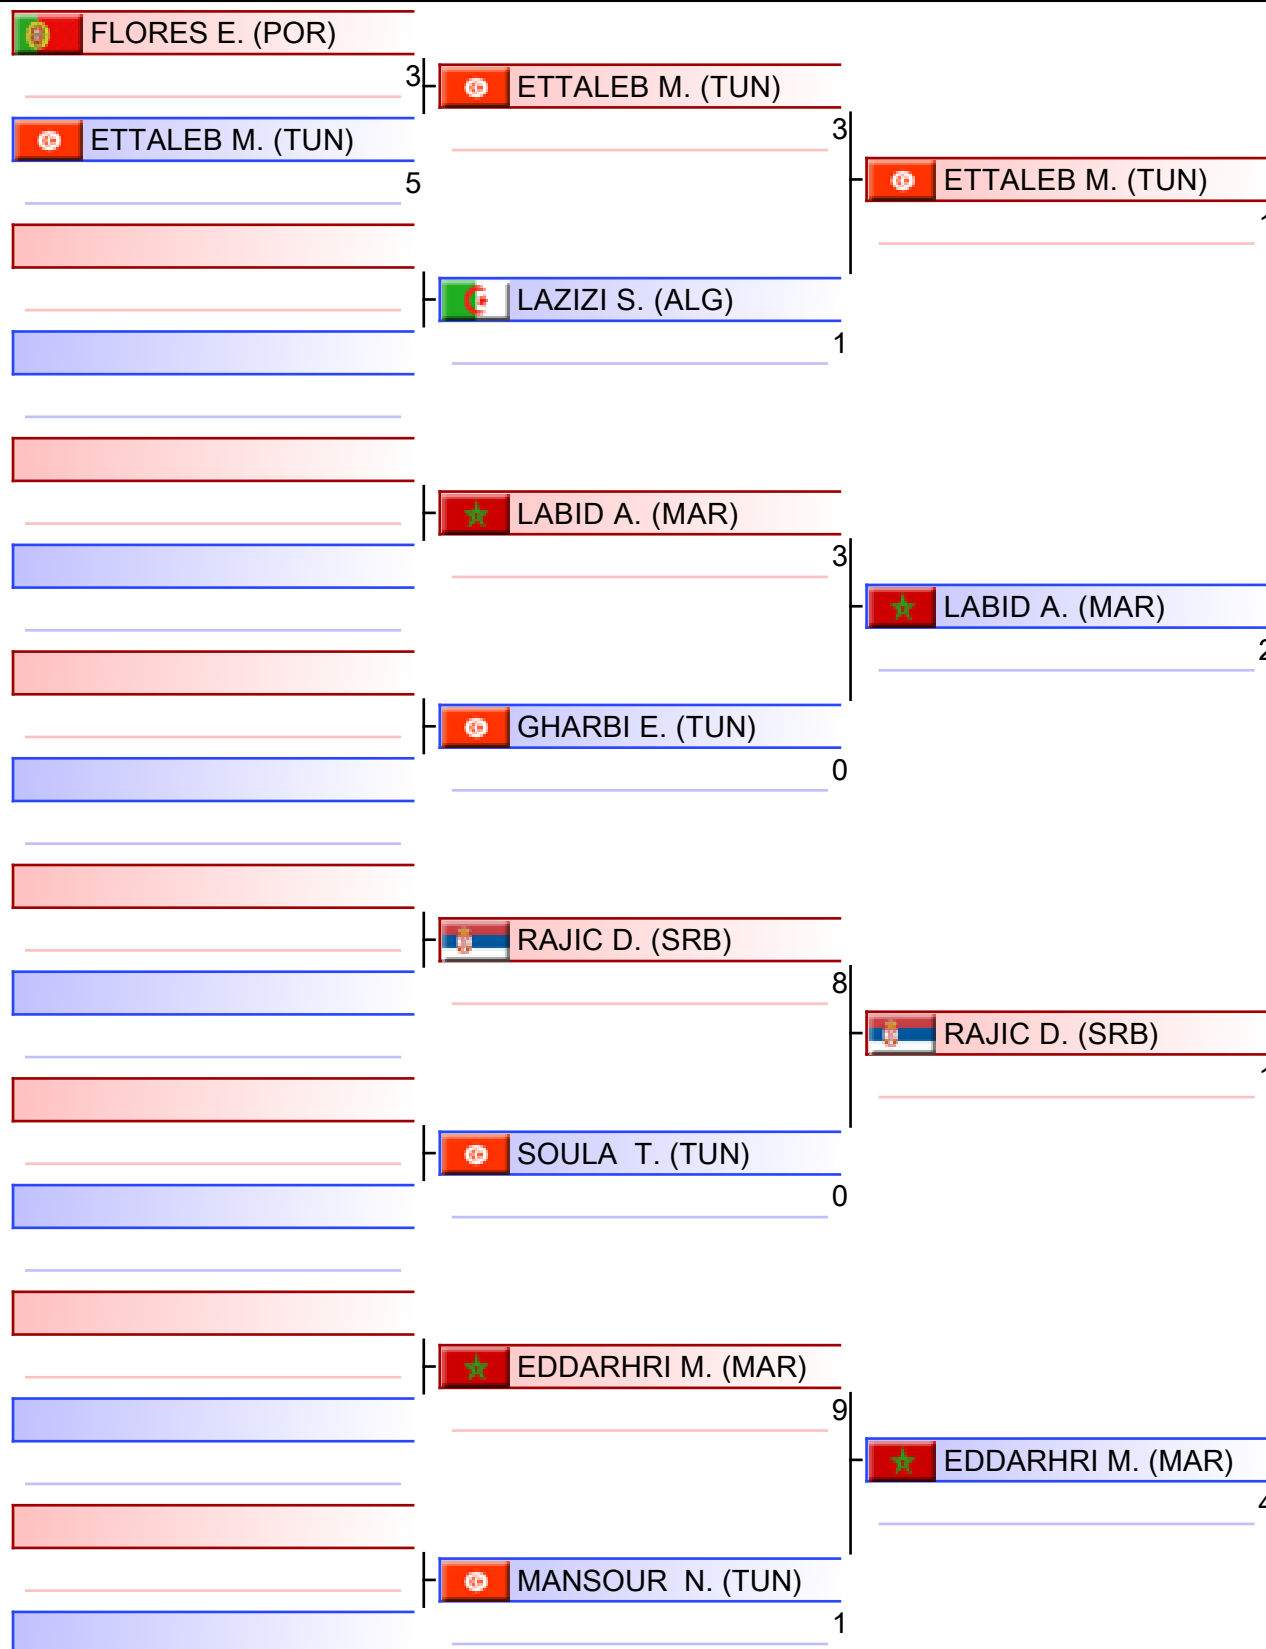 FLORES E. (POR)
3
ETTALEB M. (TUN)
5
ETTALEB M. (TUN)
3
LAZIZI S. (ALG)
1
LABID A. (MAR)
3
GHARBI E. (TUN)
0
RAJIC D. (SRB)
8
SOULA  T. (TUN)
0
EDDARHRI M. (MAR)
9
MANSOUR  N. (TUN)
1
ETTALEB M. (TUN)
LABID A. (MAR)
2
RAJIC D. (SRB)
EDDARHRI M. (MAR)
4